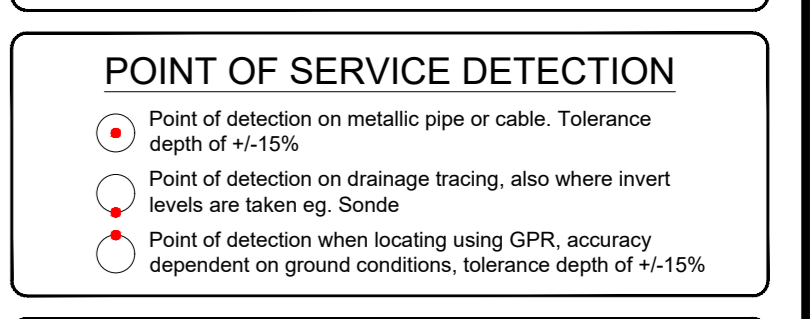 POINT OF SERVICE DETECTION
Point of detection on metallic pipe or cable. Tolerance
depth of +/-15%
Point of detection on drainage tracing, also where invert
levels are taken eg. Sonde
Point of detection when locating using GPR, accuracy
dependent on ground conditions, tolerance depth of +/-15%